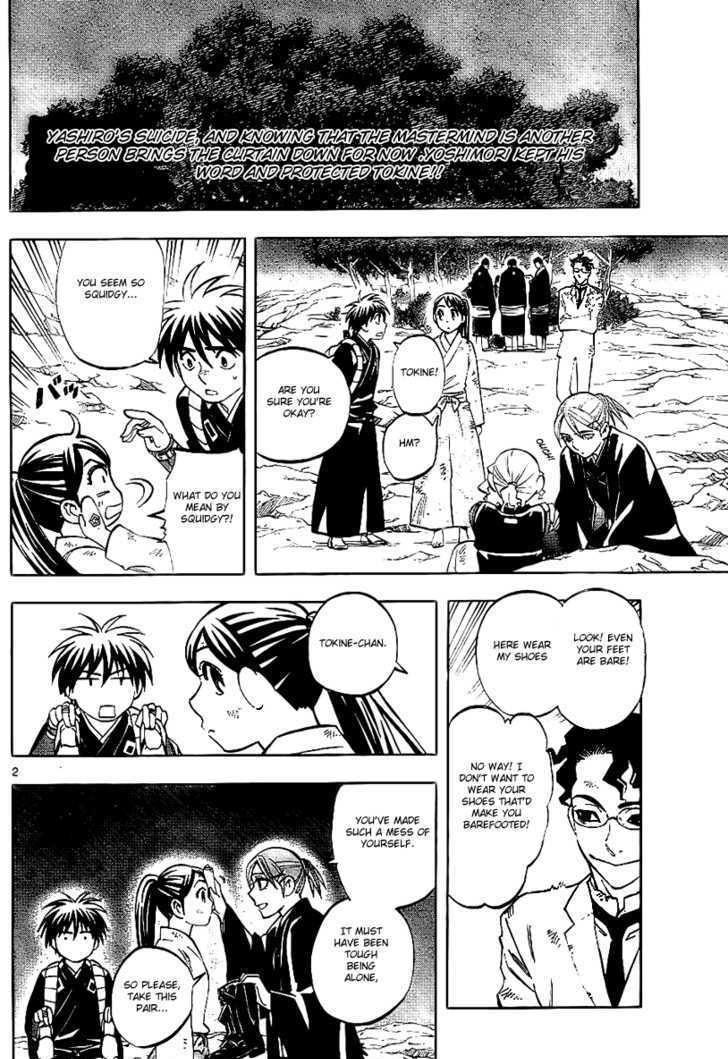 YASHIRO'S SUICIDE, AND KNOWING THAT THE MASTERMIND IS ANOTHER
PERSON BRINGS THE CURTAIN DOWN FOR NOW .YOSHIMORI KEPT HIS
WORD AND PROTECTED TOKINE!!
TOKINE!
HM?
ARE YOU
SURE YOU'RE
OKAY?
OUCH!
YOU SEEM SO
SQUIDGY...
WHAT DO YOU
MEAN BY
SQUIDGY?!
LOOK! EVEN
YOUR FEET
ARE BARE!
HERE WEAR
MY SHOES
NO WAY! I
DON'T WANT
TO WEAR YOUR
SHOES THAT'D
MAKE YOU
BAREFOOTED!
TOKINE-CHAN.
2
YOU'VE MADE
SUCH A MESS OF
YOURSELF.
IT MUST
HAVE BEEN
TOUGH
BEING
ALONE,
SO PLEASE,
TAKE THIS
PAIR...